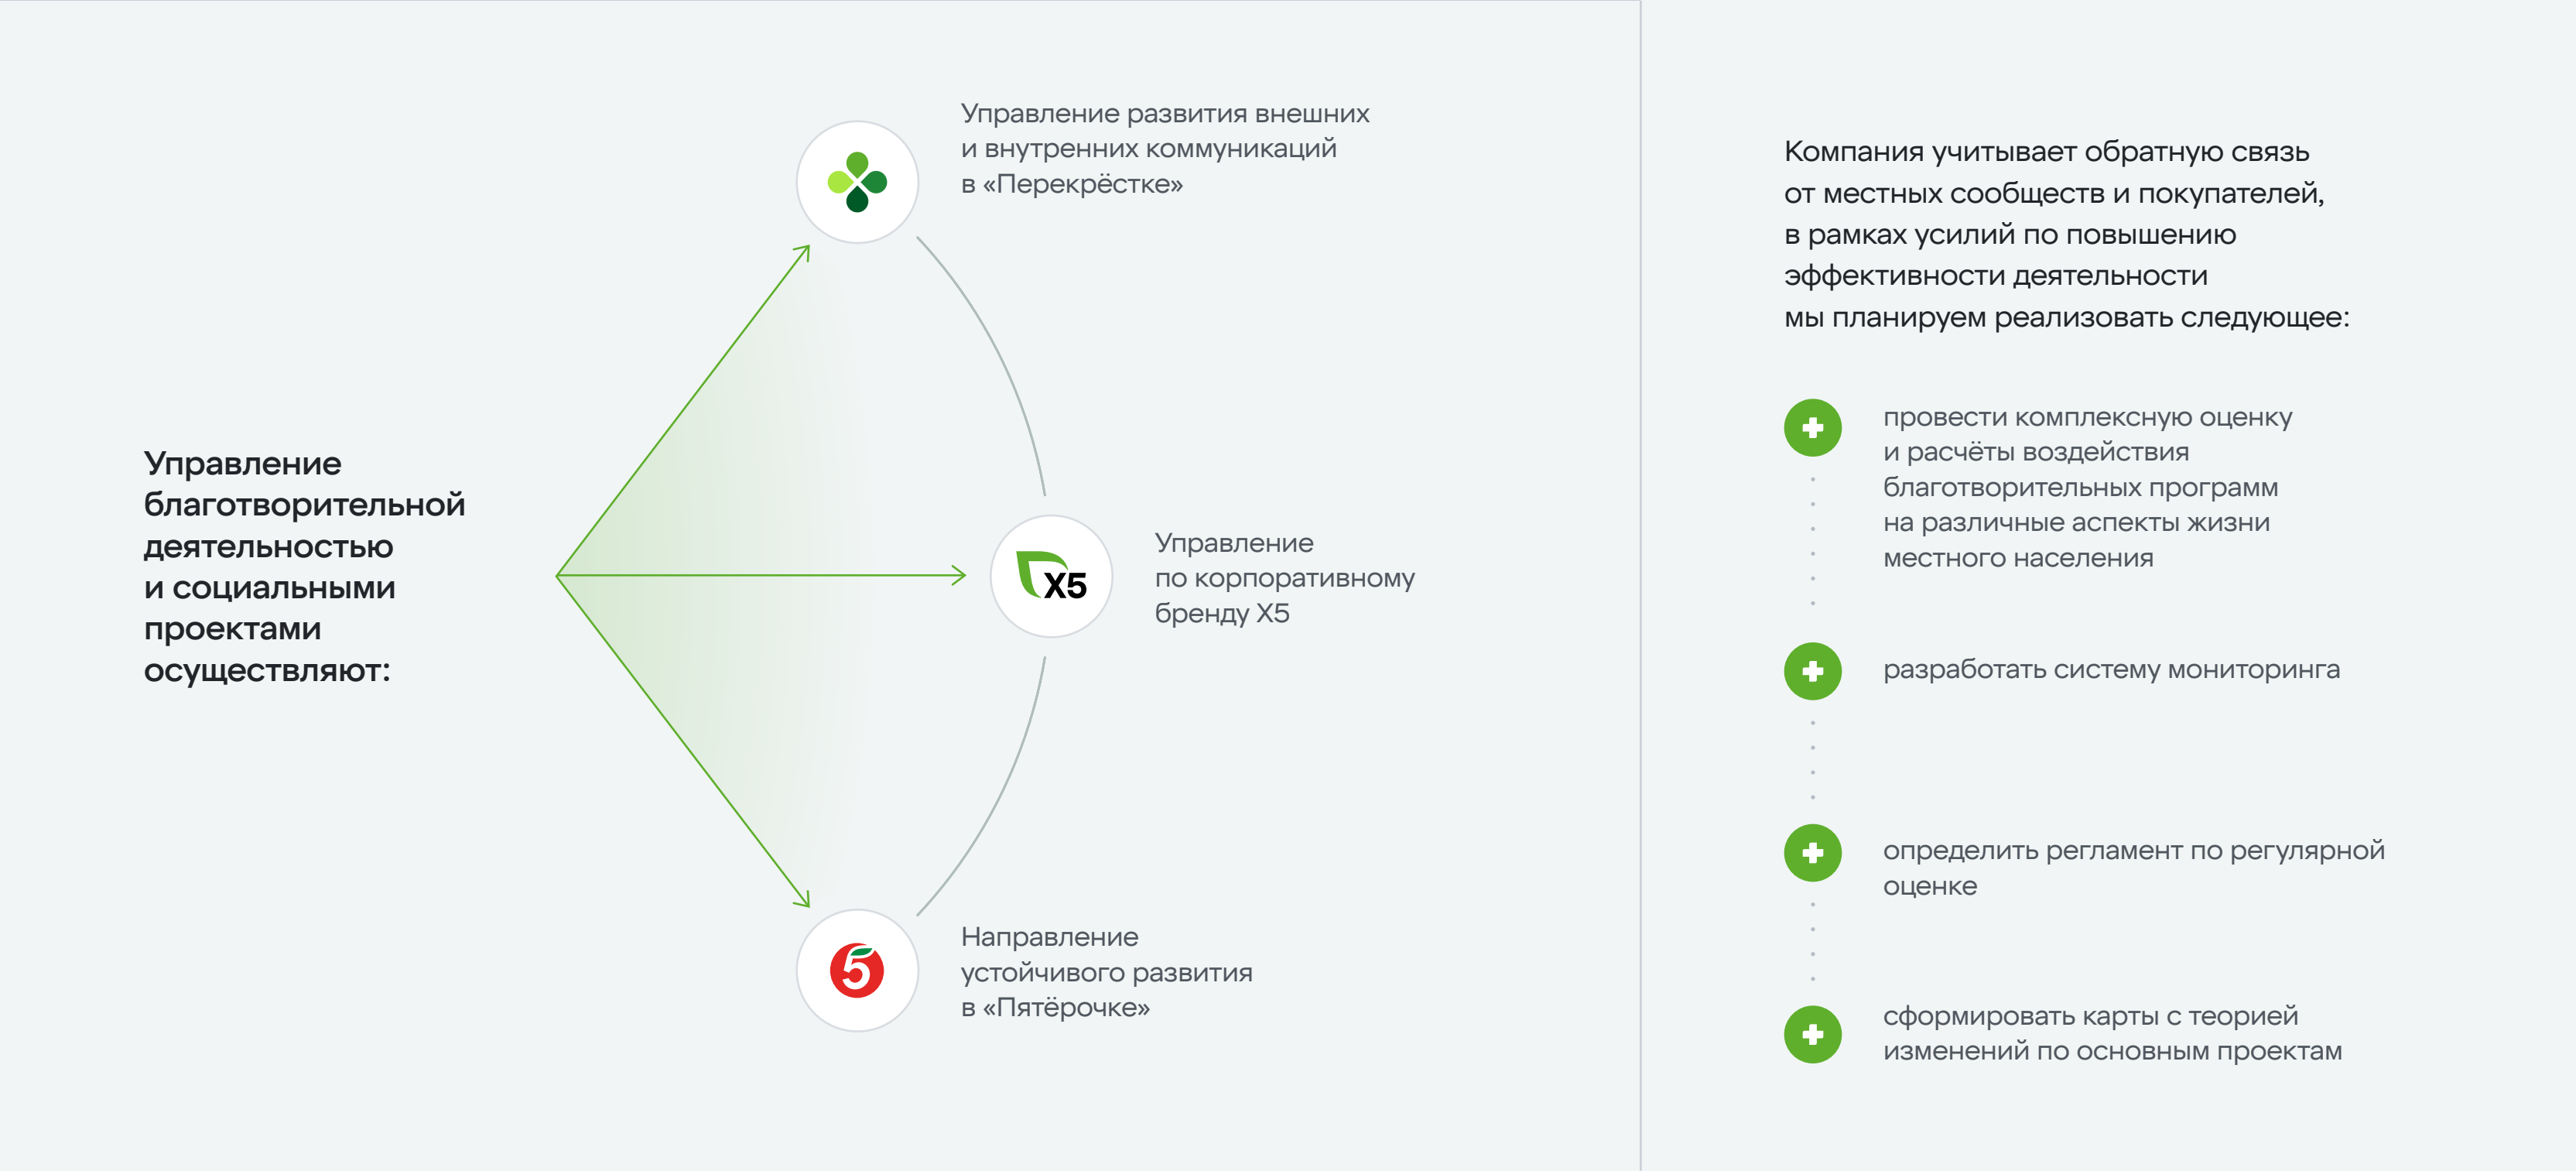 Управление
благотворительной
деятельностью
и социальными
проектами
осуществляют:
Управление развития внешних
и внутренних коммуникаций
в «Перекрёстке»
X5
Управление
по корпоративному
бренду X5
5
Направление
устойчивого развития
в «Пятёрочке»
Компания учитывает обратную связь
от местных сообществ и покупателей,
в рамках усилий по повышению
эффективности деятельности
мы планируем реализовать следующее:
провести комплексную оценку
и расчёты воздействия
благотворительных программ
на различные аспекты жизни
местного населения
разработать систему мониторинга
определить регламент по регулярной
оценке
сформировать карты с теорией
изменений по основным проектам